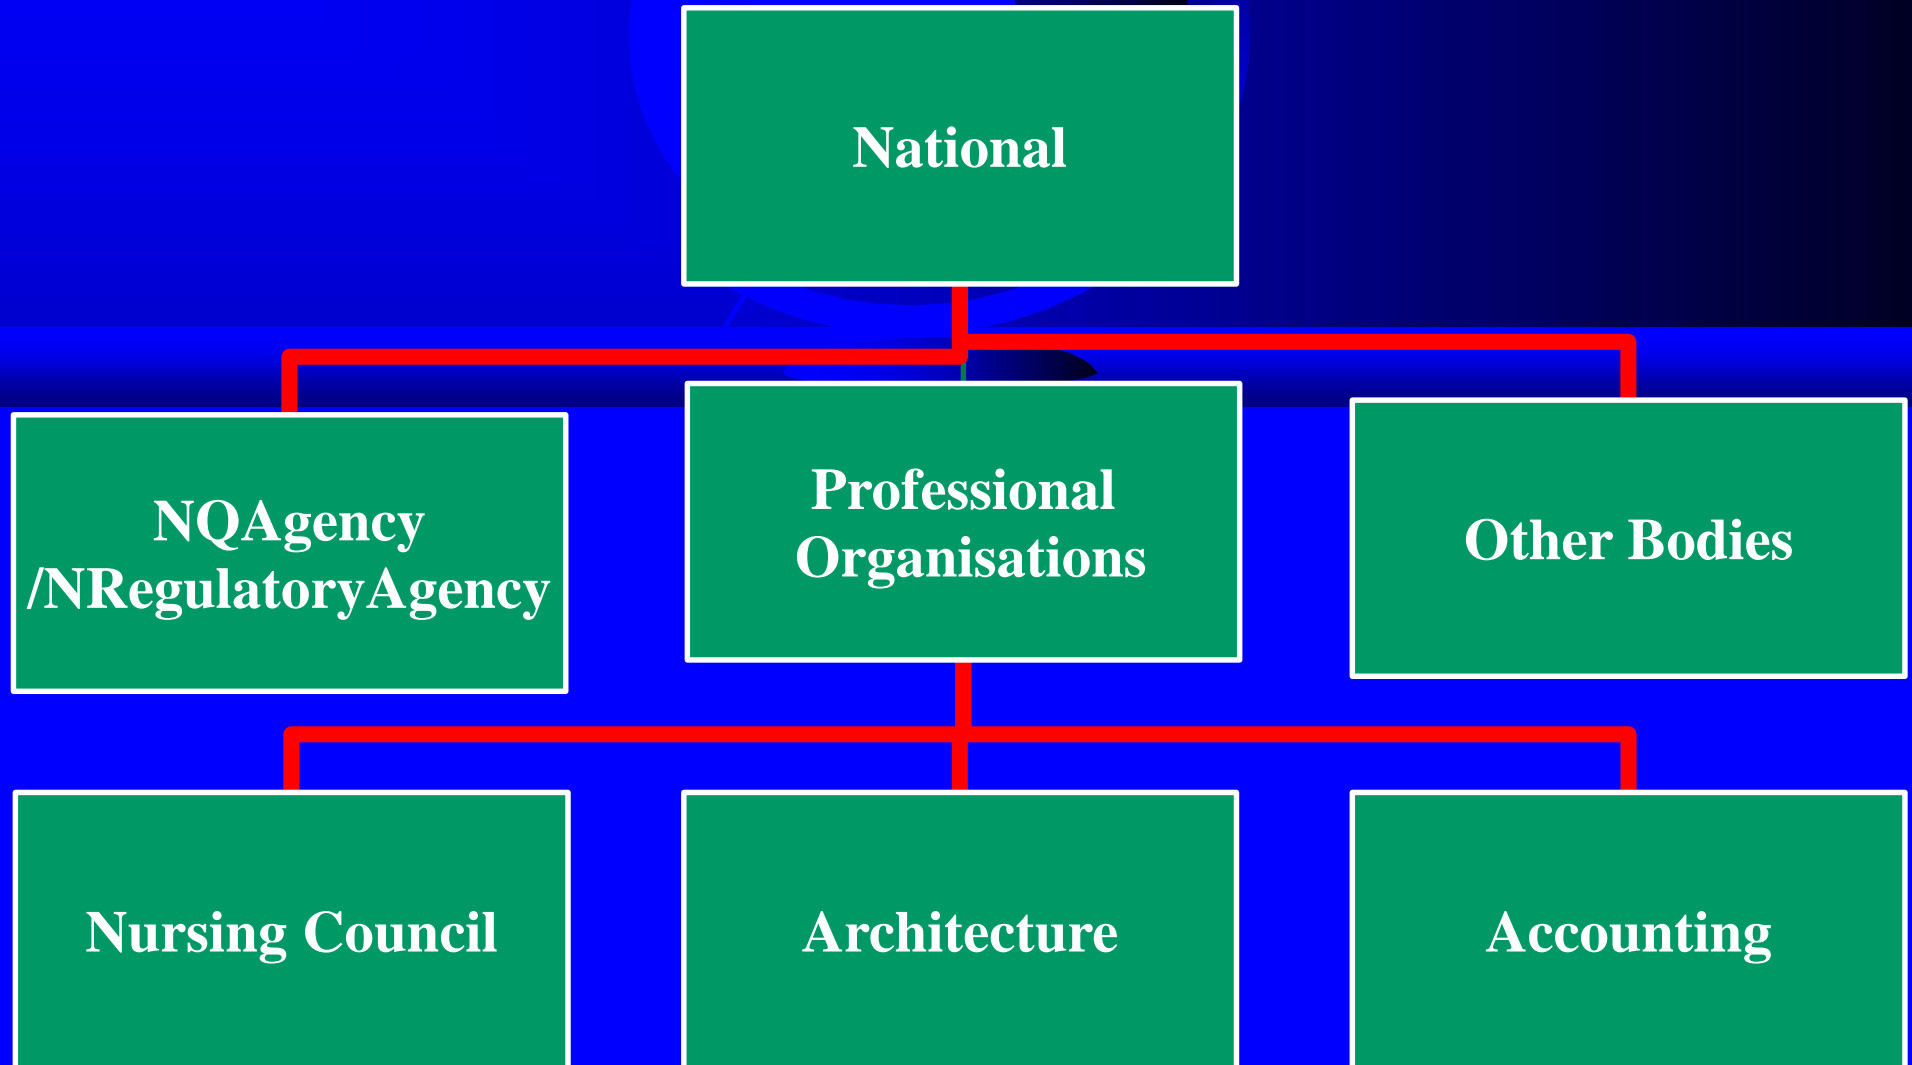 National
NQAgency
/NRegulatoryAgency
Professional
Organisations
Other Bodies
Nursing Council
Architecture
Accounting